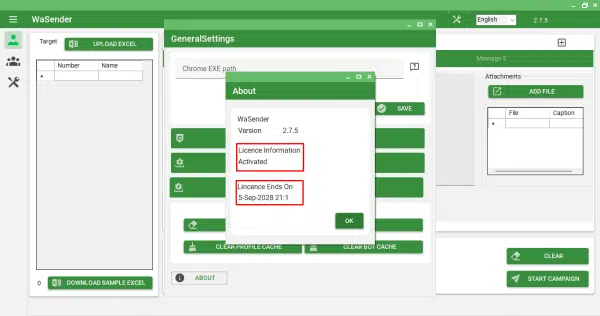 WaSender
English
2.7.5
Target
UPLOAD EXCEL
Number Name
0
DOWNLOAD SAMPLE EXCEL
GeneralSettings
Chrome EXE path
SAVE
CLEAR PROFILE CACHE
CLEAR BOT CACHE
ABOUT
About
WaSender
Version 2.7.5
Licence Information
Activated
Lincence Ends On
5-Sep-2028 21:1
OK
Message 5
Attachments
ADD FILE
File Caption
CLEAR
START CAMPAIGN